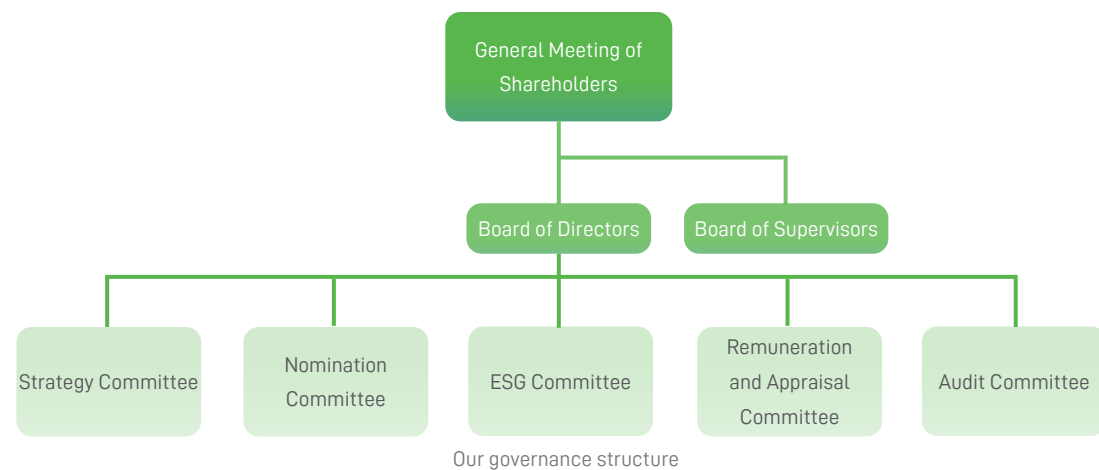 General Meeting of
Shareholders
Board of Directors
Board of Supervisors
Strategy Committee
Nomination
Committee
ESG Committee
Remuneration
and Appraisal
Committee
Audit Committee
Our governance structure